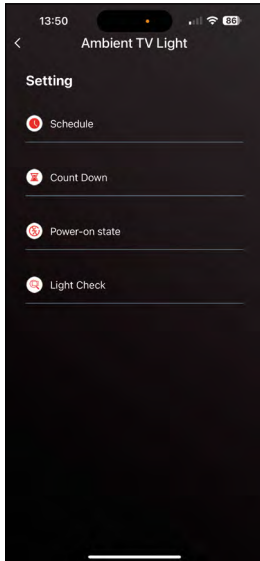 13:50
86
Ambient TV Light
Setting
Schedule
Count Down
Power-on state
Light Check